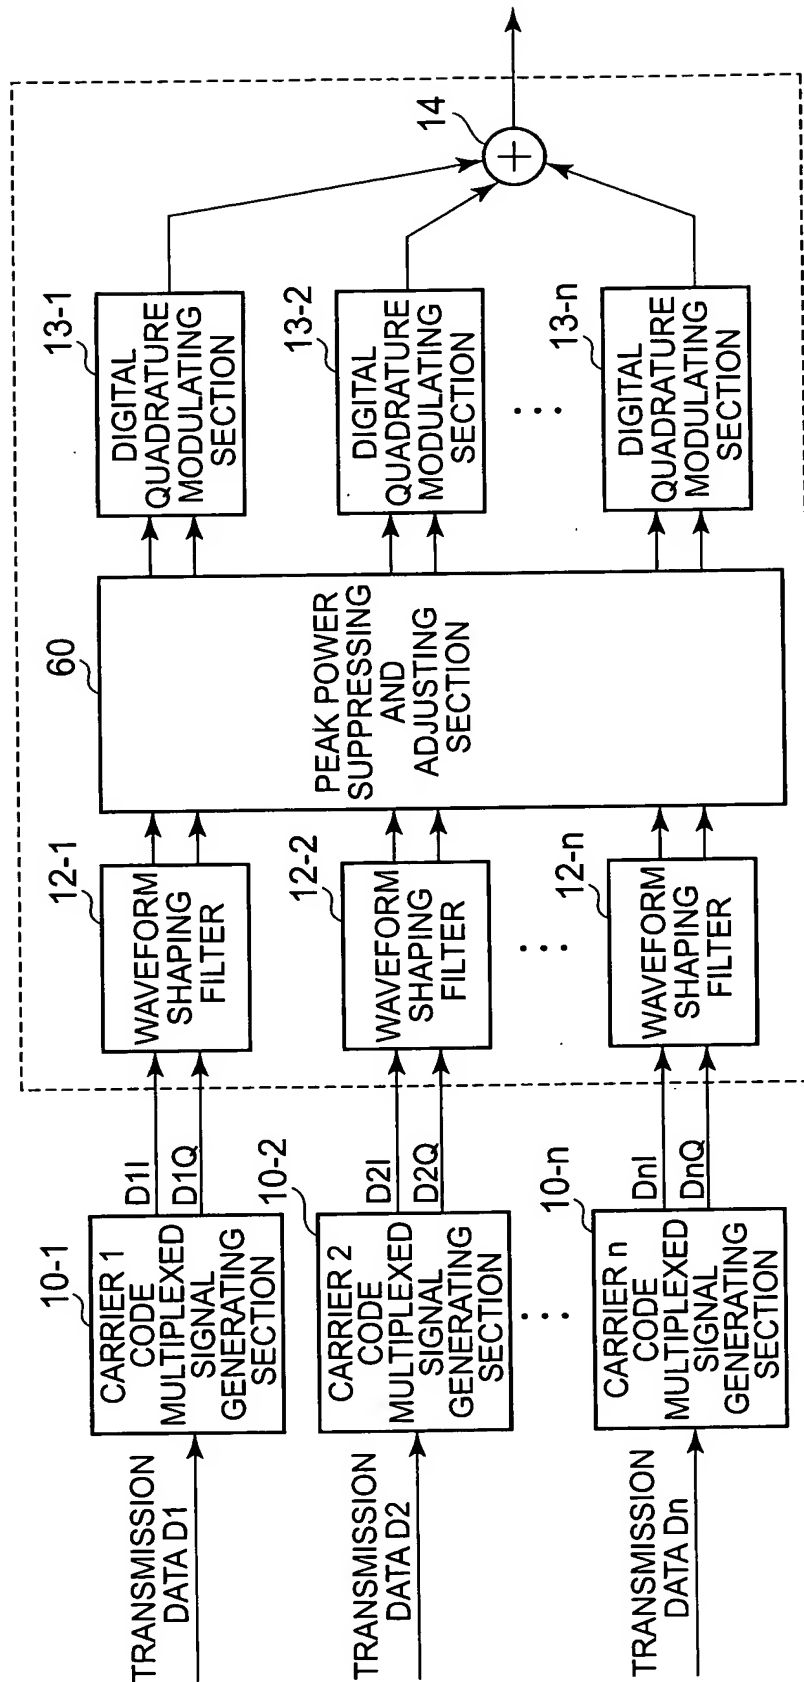 TRANSMISSION
DATA D1
10-1
CARRIER 1
CODE
MULTIPLEXED
SIGNAL
GENERATING
SECTION
D1I
D1Q
12-1
WAVEFORM
SHAPING
FILTER
TRANSMISSION
DATA D2
10-2
CARRIER 2
CODE
MULTIPLEXED
SIGNAL
GENERATING
SECTION
D2I
D2Q
12-2
WAVEFORM
SHAPING
FILTER
TRANSMISSION
DATA Dn
10-n
CARRIER n
CODE
MULTIPLEXED
SIGNAL
GENERATING
SECTION
DnI
DnQ
12-n
WAVEFORM
SHAPING
FILTER
60
PEAK POWER
SUPPRESSING
AND
ADJUSTING
SECTION
13-1
DIGITAL
QUADRATURE
MODULATING
SECTION
13-2
DIGITAL
QUADRATURE
MODULATING
SECTION
13-n
DIGITAL
QUADRATURE
MODULATING
SECTION
14